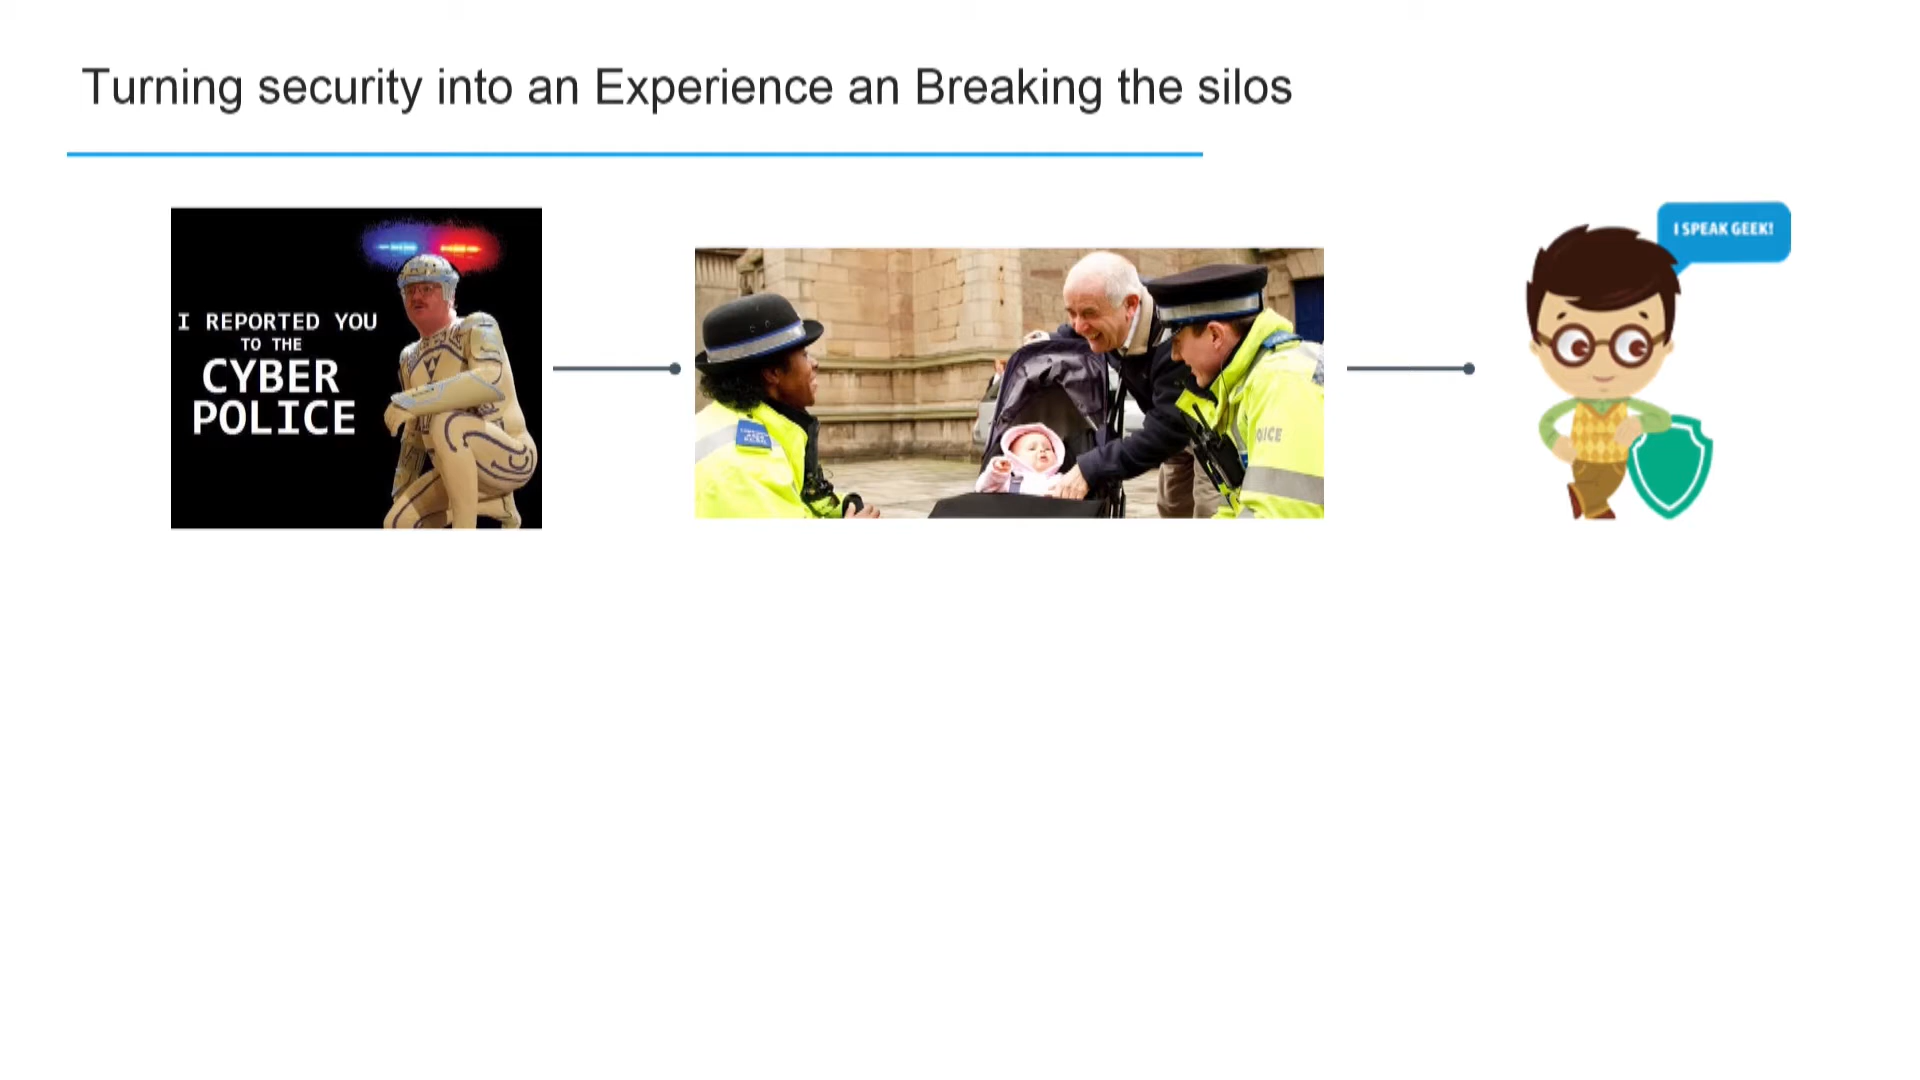 Turning security into an Experience an Breaking the silos
I REPORTED YOU
TO THE
CYBER
POLICE
I SPEAK GEEK!